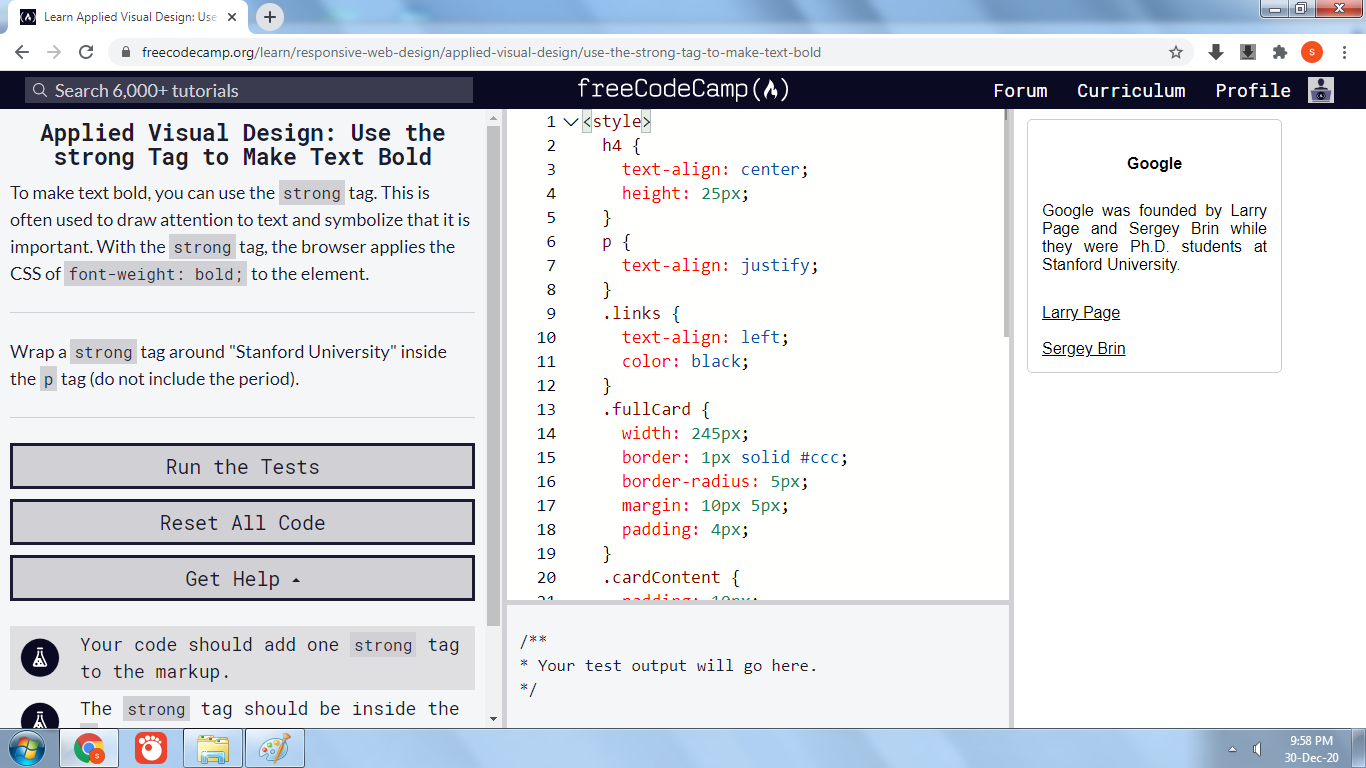 Learn Applied Visual Design: Use
freecodecamp.org/learn/responsive-web-design/applied-visual-design/use-the-strong-tag-to-make-text-bold
S
Search 6,000+ tutorials
freeCodeCamp
Forum
Curriculum
Profile
Applied Visual Design: Use the
strong Tag to Make Text Bold
To make text bold, you can use the strong tag. This is
often used to draw attention to text and symbolize that it is
important. With the strong tag, the browser applies the
CSS of font-weight: bold; to the element.
Wrap a strong tag around "Stanford University" inside
the p tag (do not include the period).
Run the Tests
Reset All Code
Get Help
Your code should add one strong tag
to the markup.
The strong tag should be inside the
1 <style>
2 h4 {
3 text-align: center;
4 height: 25px;
5 }
6 p {
7 text-align: justify;
8 }
9 .links {
10 text-align: left;
11 color: black;
12 }
13 .fullCard {
14 width: 245px;
15 border: 1px solid #ccc;
16 border-radius: 5px;
17 margin: 10px 5px;
18 padding: 4px;
19 }
20 .cardContent {
21 padding: 10px;
/**
* Your test output will go here.
*/
Google
Google was founded by Larry
Page and Sergey Brin while
they were Ph.D. students at
Stanford University.
Larry Page
Sergey Brin
9:58 PM
30-Dec-20